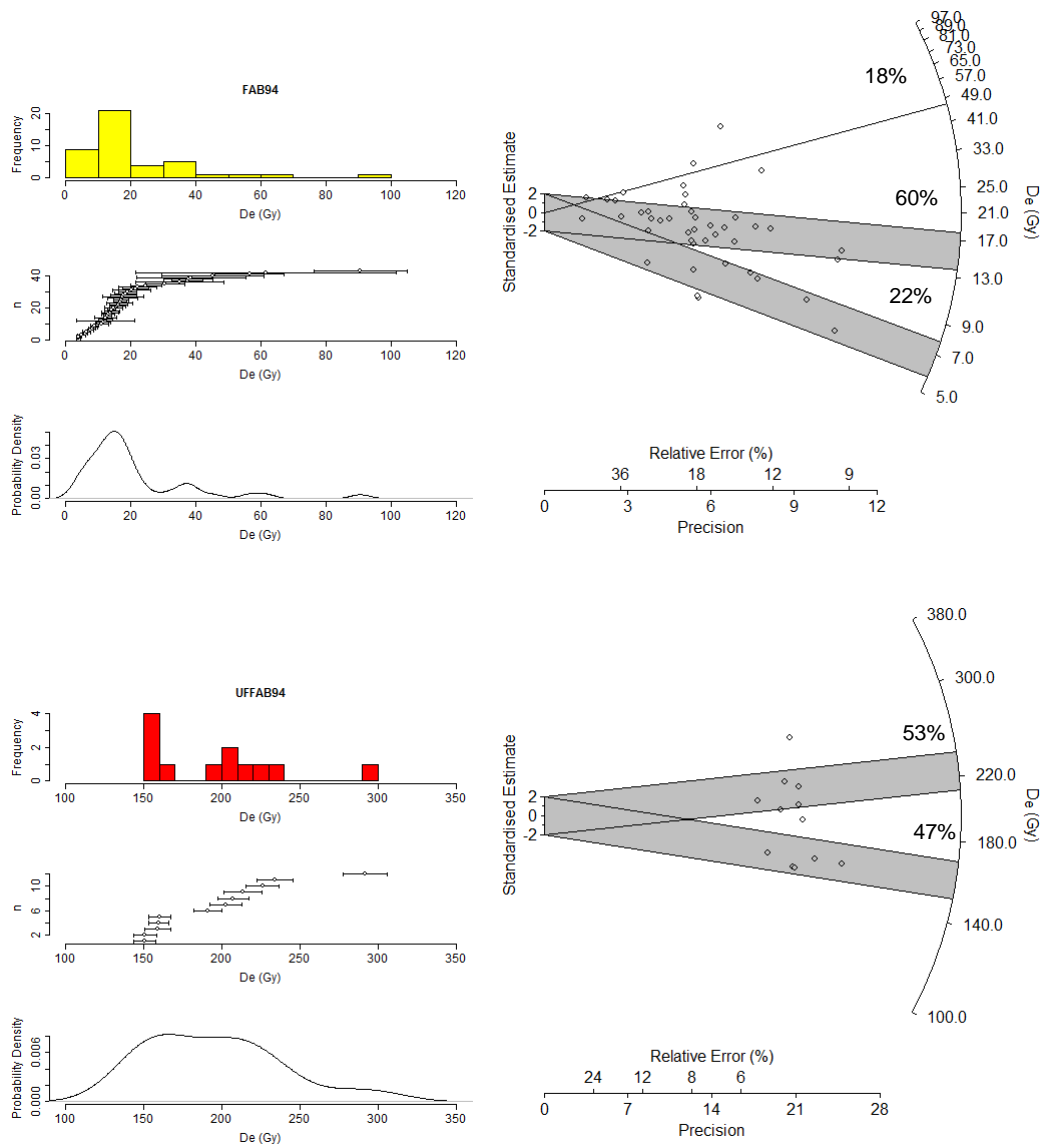 FAB94
Frequency
0 10 20
0 20 40 60 80 100 120
De (Gy)
n
0 20 40
0 20 40 60 80 100 120
De (Gy)
Probability Density
0.00 0.03
0 20 40 60 80 100 120
De (Gy)
Standardised Estimate
2
0
-2
97.0
89.0
81.0
73.0
65.0
57.0
49.0
41.0
33.0
25.0
21.0
17.0
13.0
9.0
7.0
5.0
De (Gy)
18%
60%
22%
Relative Error (%)
36 18 12 9
0 3 6 9 12
Precision
UFFAB94
Frequency
0 2 4
100 150 200 250 300 350
De (Gy)
n
2 6 10
100 150 200 250 300 350
De (Gy)
Probability Density
0.000 0.006
100 150 200 250 300 350
De (Gy)
Standardised Estimate
2
0
-2
380.0
300.0
220.0
180.0
140.0
100.0
De (Gy)
53%
47%
Relative Error (%)
24 12 8 6
0 7 14 21 28
Precision